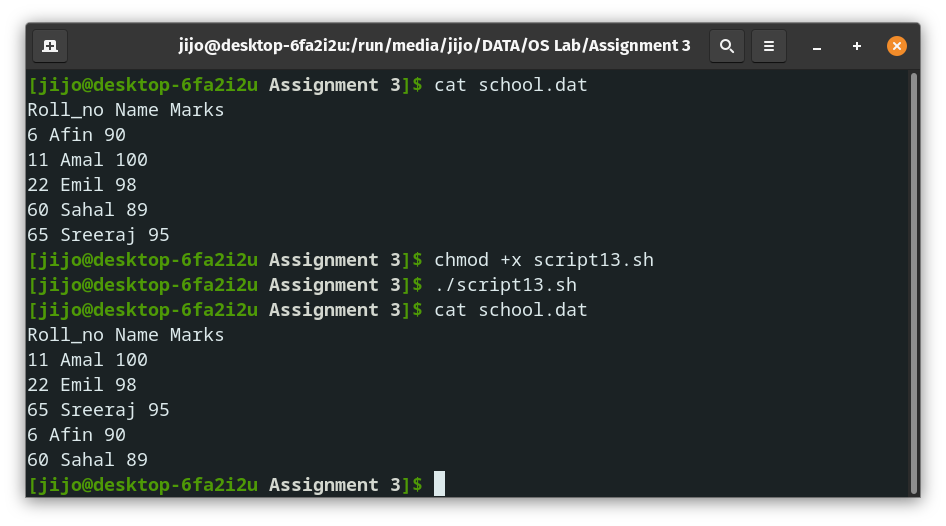 jijo@desktop-6fa2i2u:/run/media/jijo/DATA/OS Lab/Assignment 3
[jijo@desktop-6fa2i2u Assignment 3]$ cat school.dat
Roll_no Name Marks
6 Afin 90
11 Amal 100
22 Emil 98
60 Sahal 89
65 Sreeraj 95
[jijo@desktop-6fa2i2u Assignment 3]$ chmod +x script13.sh
[jijo@desktop-6fa2i2u Assignment 3]$ ./script13.sh
[jijo@desktop-6fa2i2u Assignment 3]$ cat school.dat
Roll_no Name Marks
11 Amal 100
22 Emil 98
65 Sreeraj 95
6 Afin 90
60 Sahal 89
[jijo@desktop-6fa2i2u Assignment 3]$